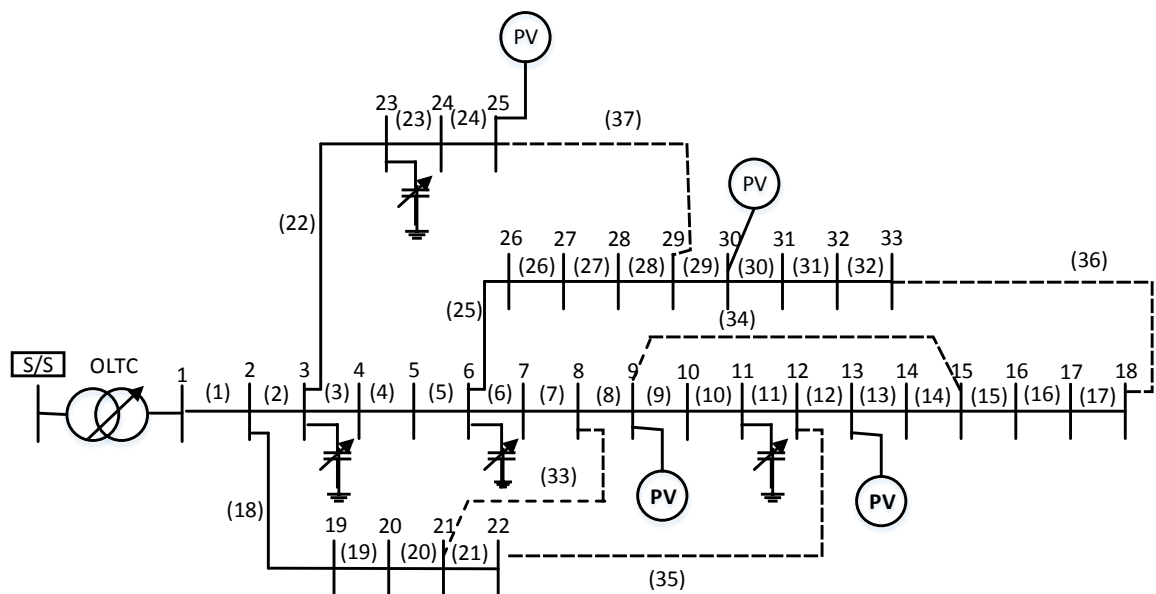 PV
23 24 25
(23) (24) (37)
PV
(22)
26 27 28 29 30 31 32 33
(26) (27) (28) (29) (30) (31) (32) (36)
(25)
(34)
S/S OLTC 1 2 3 4 5 6 7 8 9 10 11 12 13 14 15 16 17 18
(1) (2) (3) (4) (5) (6) (7) (8) (9) (10) (11) (12) (13) (14) (15) (16) (17)
(33)
PV PV
(18)
19 20 21 22
(19) (20) (21)
(35)